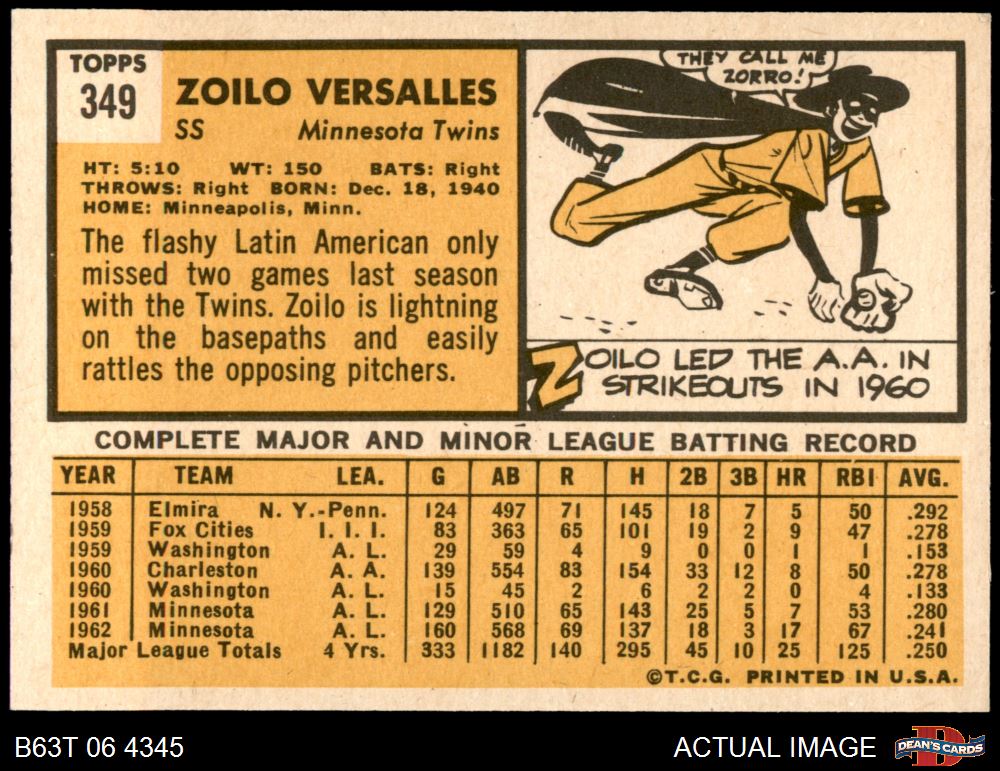 TOPPS
349
ZOILO VERSALLES
SS Minnesota Twins
HT: 5:10 WT: 150 BATS: Right
THROWS: Right BORN: Dec. 18, 1940
HOME: Minneapolis, Minn.
The flashy Latin American only
missed two games last season
with the Twins. Zoilo is lightning
on the basepaths and easily
rattles the opposing pitchers.
THEY CALL ME
ZORRO!
ZOILO LED THE A.A. IN
STRIKEOUTS IN 1960
COMPLETE MAJOR AND MINOR LEAGUE BATTING RECORD
YEAR TEAM LEA. G AB R H 2B 3B HR RBI AVG.
1958 Elmira N. Y.-Penn. 124 497 71 145 18 7 5 50 .292
1959 Fox Cities I. I. I. 83 363 65 101 19 2 9 47 .278
1959 Washington A. L. 29 59 4 9 0 0 1 1 .153
1960 Charleston A. A. 139 554 83 154 33 12 8 50 .278
1960 Washington A. L. 15 45 2 6 2 2 0 4 .133
1961 Minnesota A. L. 129 510 65 143 25 5 7 53 .280
1962 Minnesota A. L. 160 568 69 137 18 3 17 67 .241
Major League Totals 4 Yrs. 333 1182 140 295 45 10 25 125 .250
©T.C.G. PRINTED IN U.S.A.
B63T 06 4345
ACTUAL IMAGE
D
DEAN'S CARDS